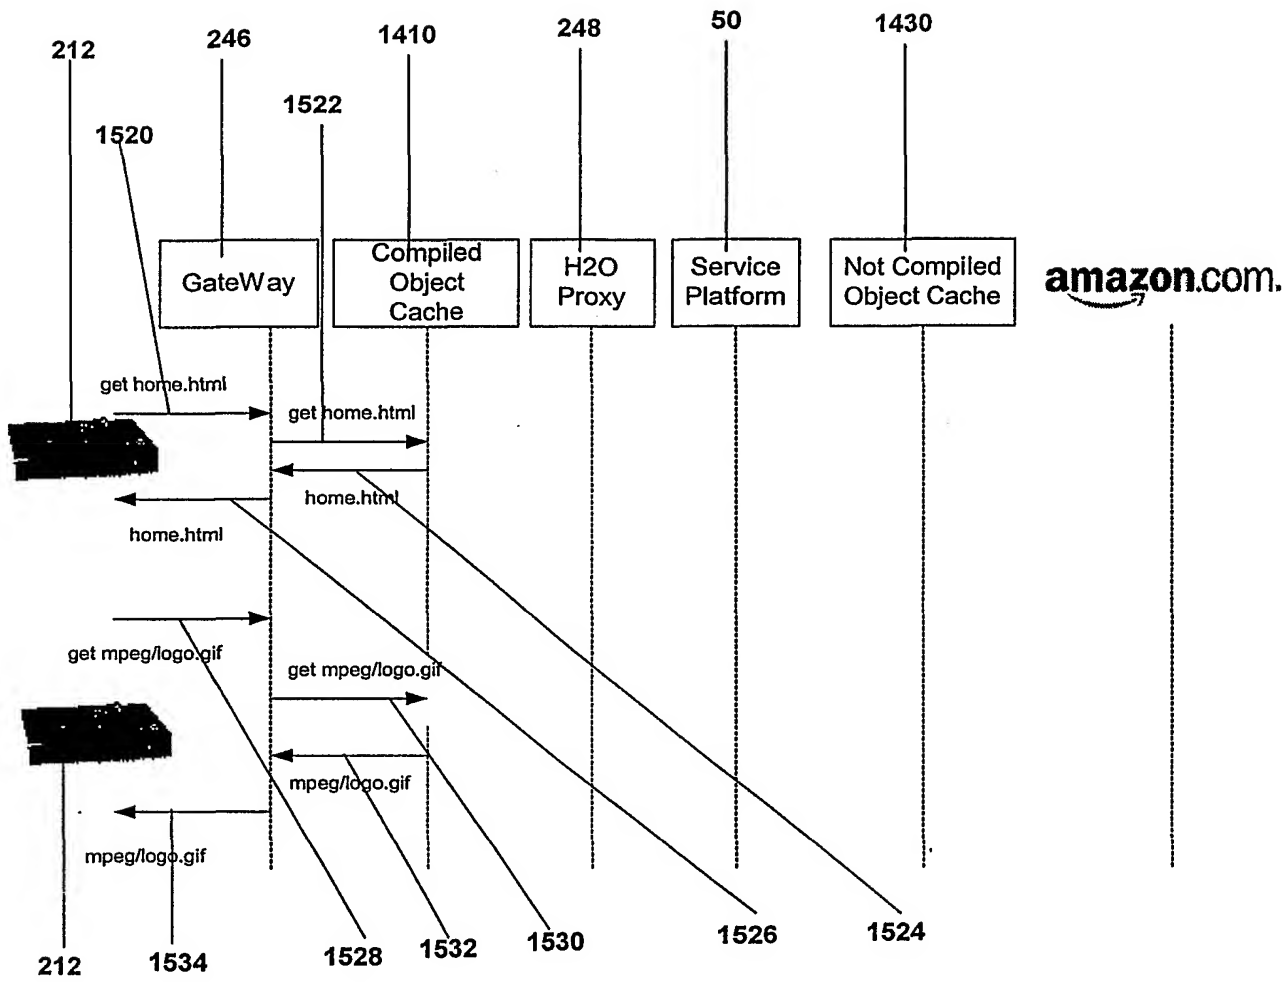 212
246
1410
248
50
1430
1522
1520
GateWay
Compiled
Object
Cache
H2O
Proxy
Service
Platform
Not Compiled
Object Cache
amazon.com.
get home.html
get home.html
home.html
home.html
get mpeg/logo.gif
get mpeg/logo.gif
mpeg/logo.gif
mpeg/logo.gif
212
1534
1528
1532
1530
1526
1524